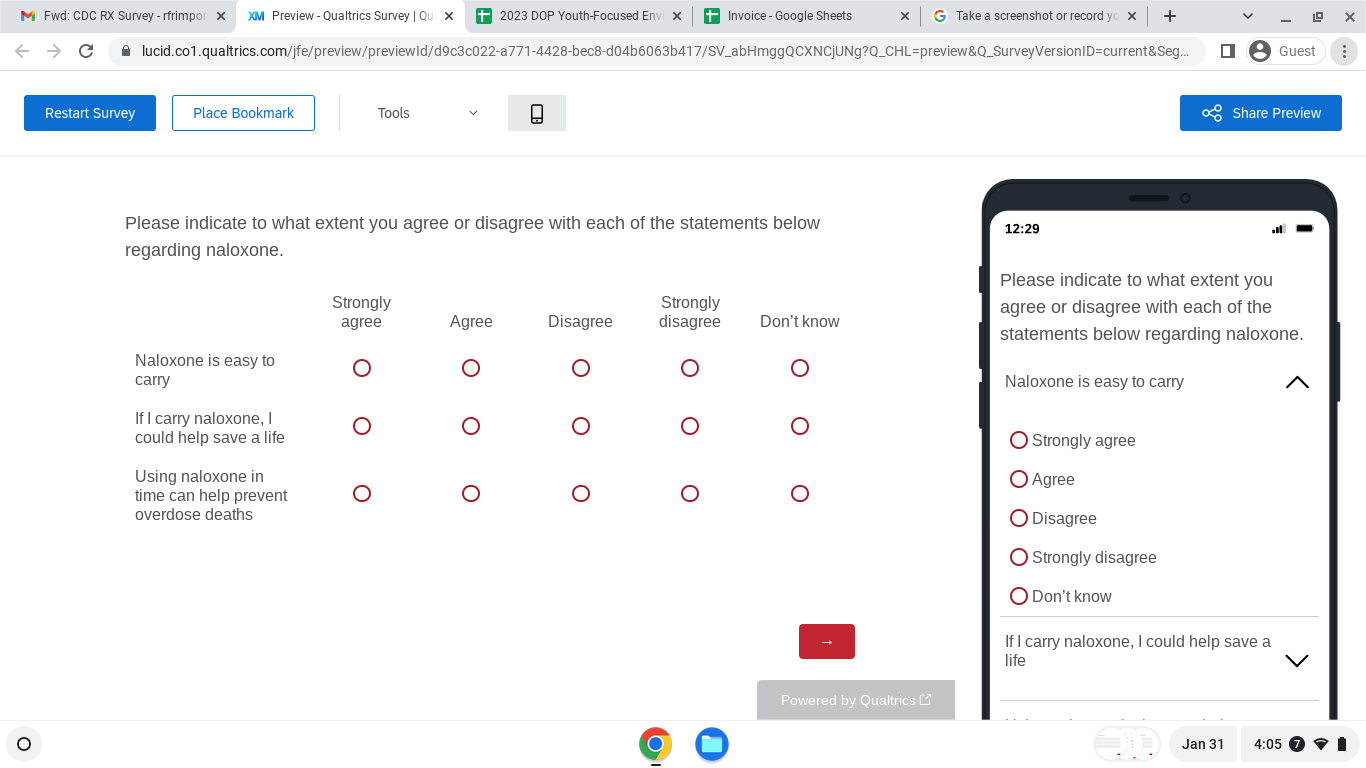 Fwd: CDC RX Survey - rfrimpor
Preview - Qualtrics Survey | Qu
2023 DOP Youth-Focused Envi
Invoice - Google Sheets
Take a screenshot or record yo
lucid.co1.qualtrics.com/jfe/preview/previewId/d9c3c022-a771-4428-bec8-d04b6063b417/SV_abHmggQCXNCjUNg?Q_CHL=preview&Q_SurveyVersionID=current&Seg...
Guest
Restart Survey
Place Bookmark
Tools
Share Preview
Please indicate to what extent you agree or disagree with each of the statements below
regarding naloxone.
Strongly
agree
Agree
Disagree
Strongly
disagree
Don’t know
Naloxone is easy to
carry
If I carry naloxone, I
could help save a life
Using naloxone in
time can help prevent
overdose deaths
→
Powered by Qualtrics
12:29
Please indicate to what extent you
agree or disagree with each of the
statements below regarding naloxone.
Naloxone is easy to carry
Strongly agree
Agree
Disagree
Strongly disagree
Don’t know
If I carry naloxone, I could help save a
life
Jan 31
4:05
7